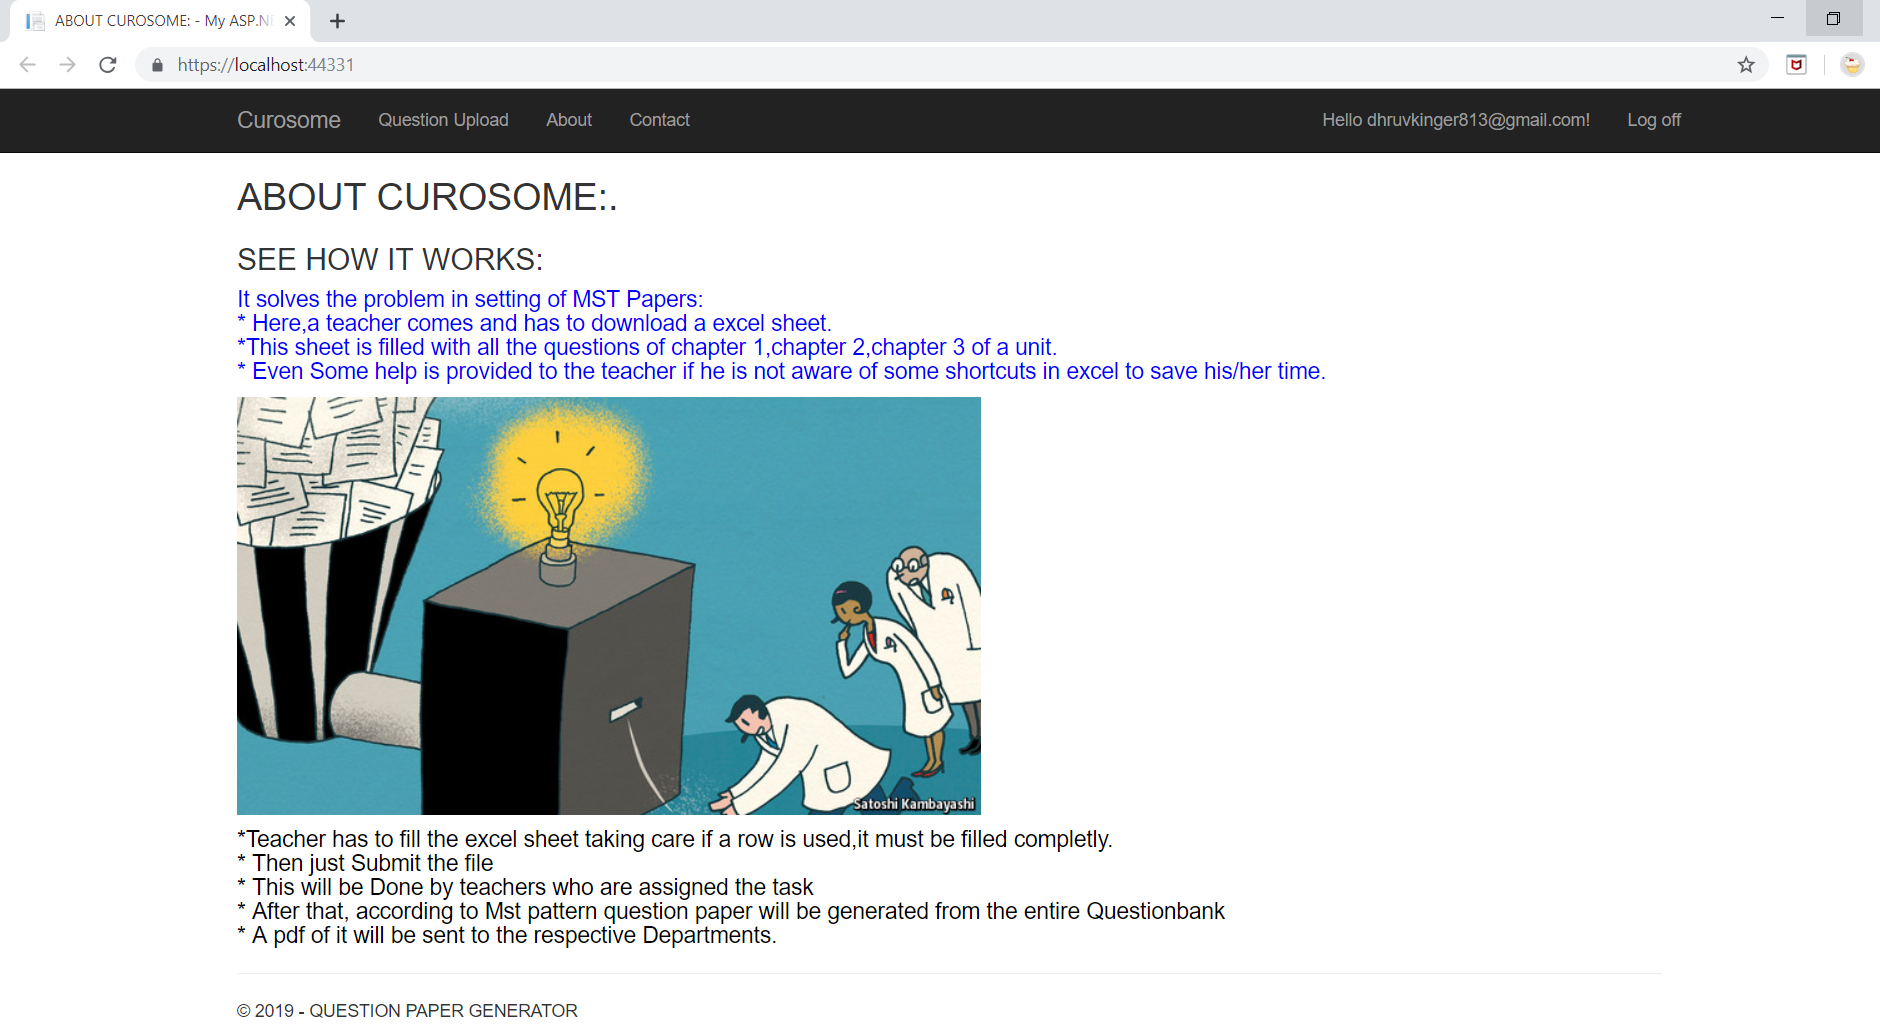 ABOUT CUROSOME: - My ASP.NE
https://localhost:44331
Curosome Question Upload About Contact Hello dhruvkinger813@gmail.com! Log off
ABOUT CUROSOME:.
SEE HOW IT WORKS:
It solves the problem in setting of MST Papers:
* Here,a teacher comes and has to download a excel sheet.
*This sheet is filled with all the questions of chapter 1,chapter 2,chapter 3 of a unit.
* Even Some help is provided to the teacher if he is not aware of some shortcuts in excel to save his/her time.
Satoshi Kambayashi
*Teacher has to fill the excel sheet taking care if a row is used,it must be filled completly.
* Then just Submit the file
* This will be Done by teachers who are assigned the task
* After that, according to Mst pattern question paper will be generated from the entire Questionbank
* A pdf of it will be sent to the respective Departments.
© 2019 - QUESTION PAPER GENERATOR